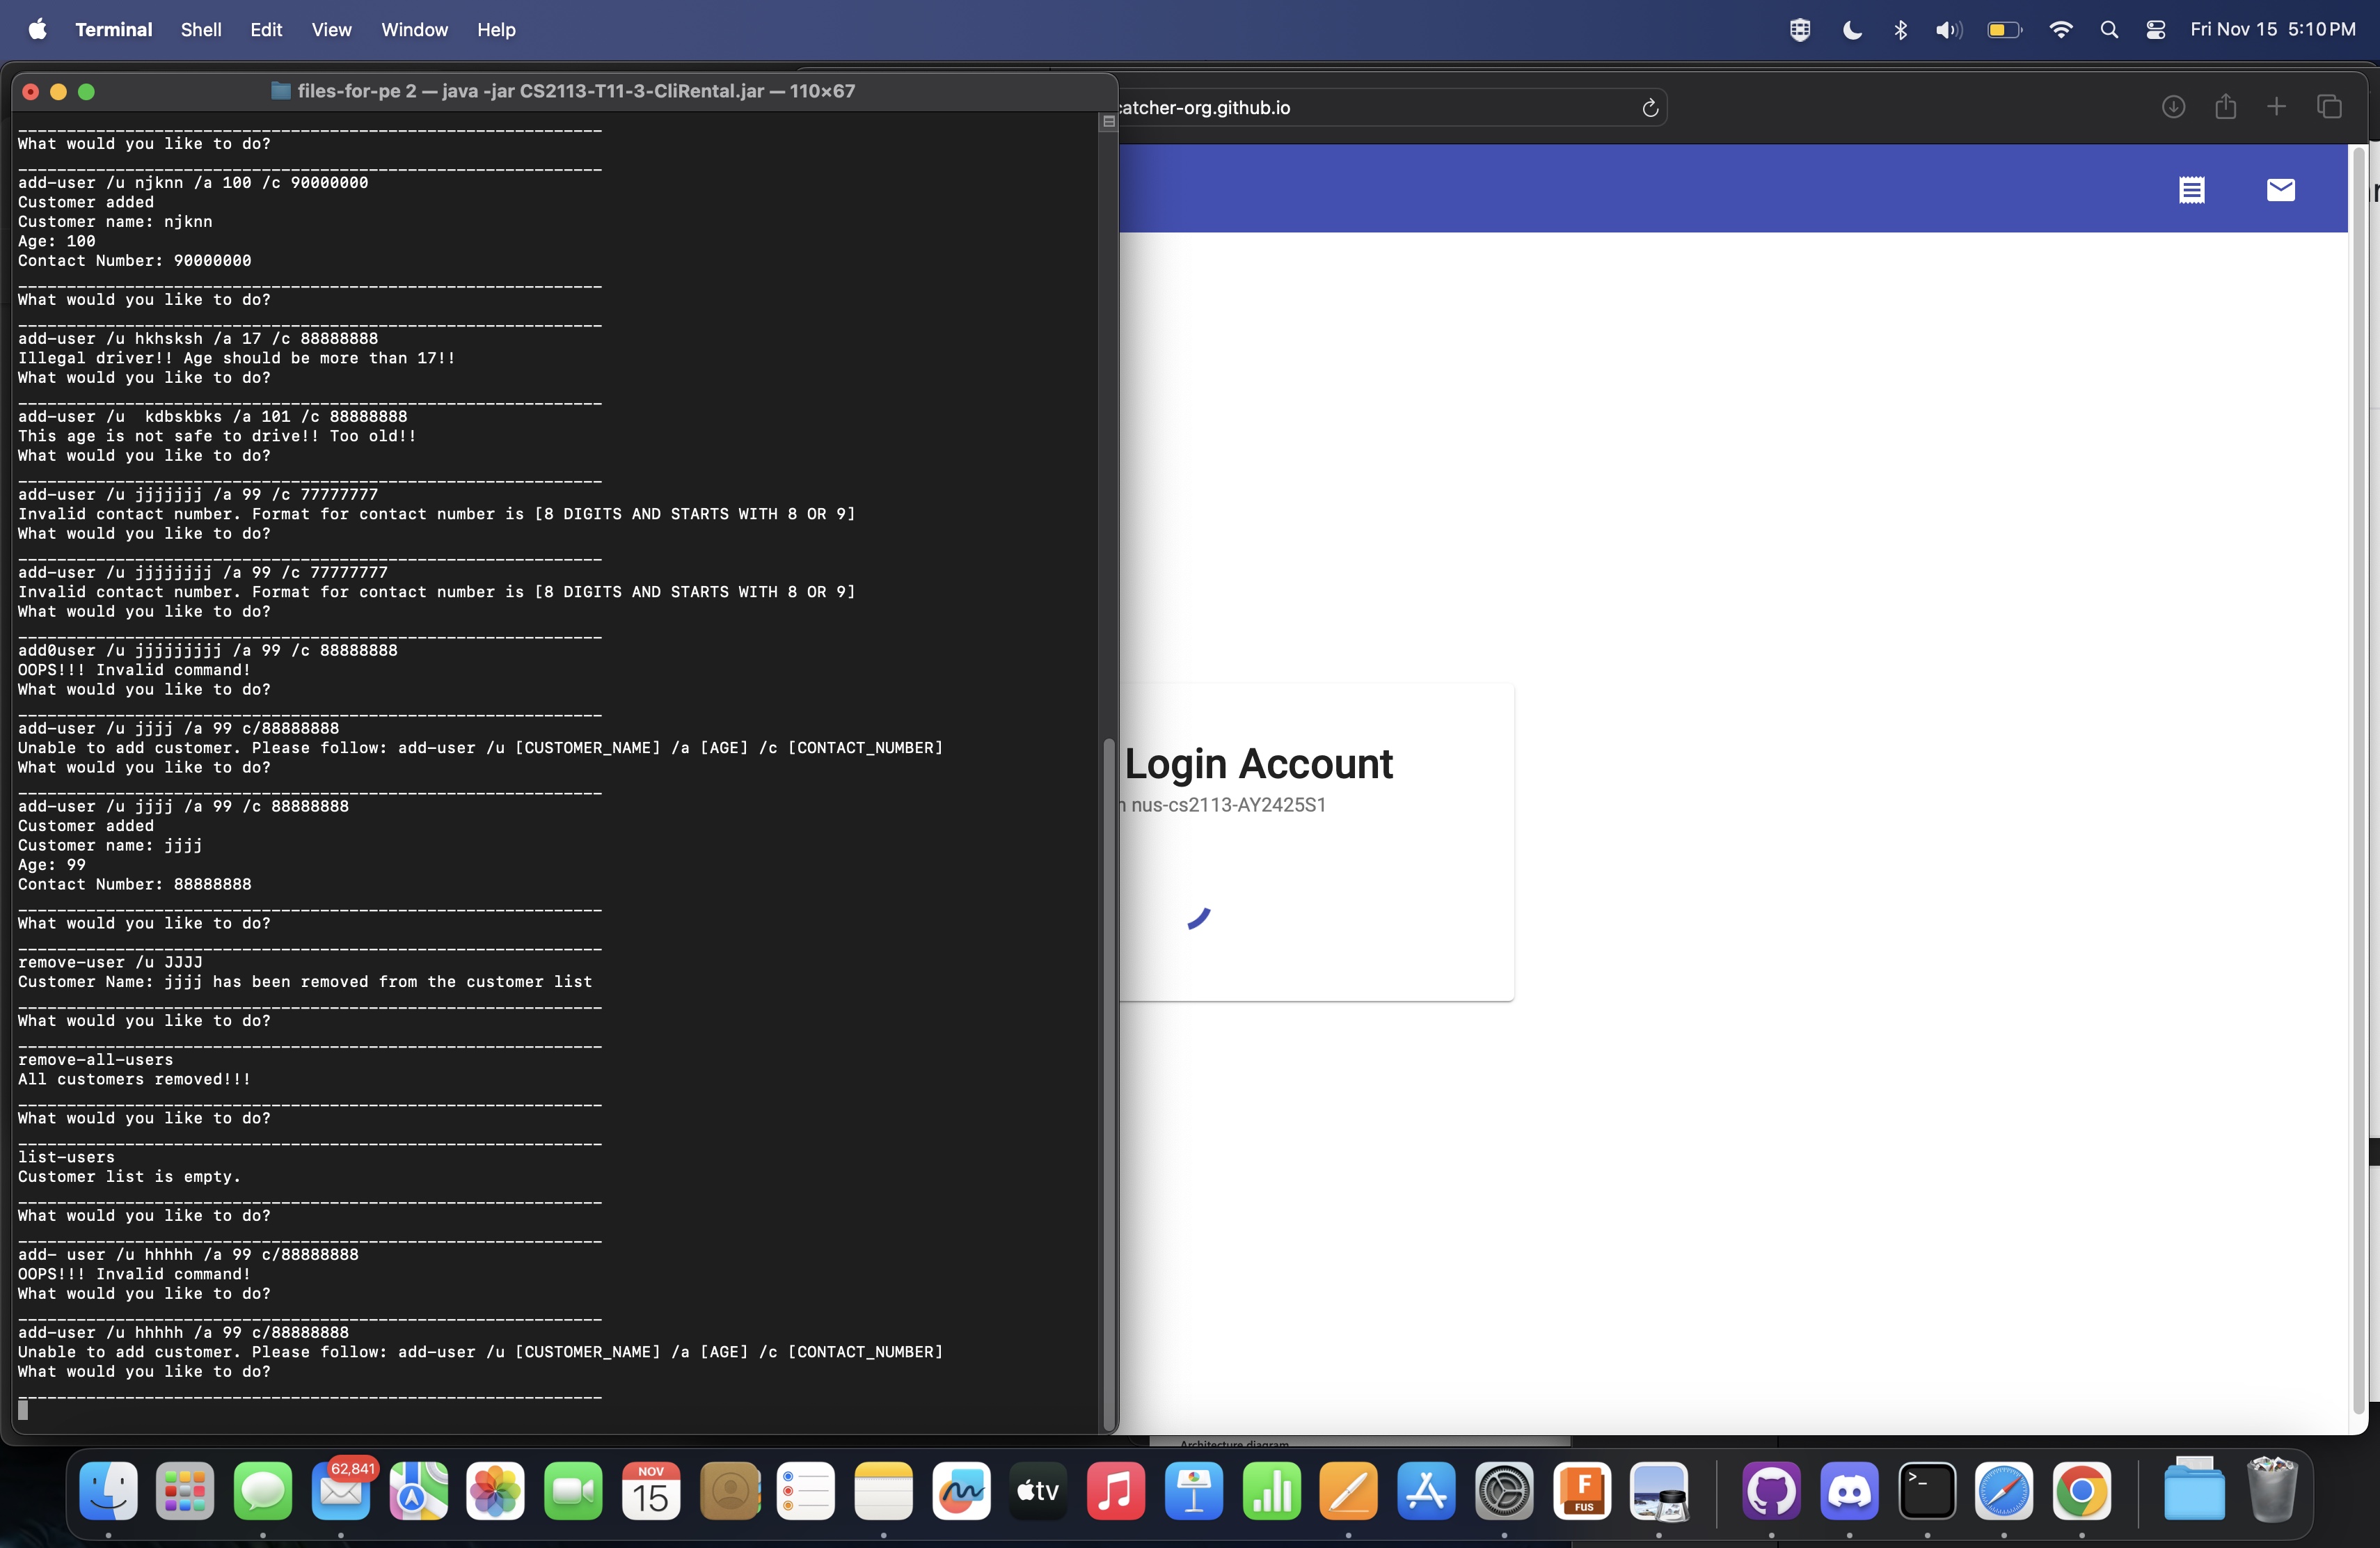 Terminal Shell Edit View Window Help Fri Nov 15 5:10 PM
files-for-pe 2 — java -jar CS2113-T11-3-CliRental.jar — 110×67
catcher-org.github.io
____________________________________________________________
What would you like to do?
____________________________________________________________
add-user /u njknn /a 100 /c 90000000
Customer added
Customer name: njknn
Age: 100
Contact Number: 90000000
____________________________________________________________
What would you like to do?
____________________________________________________________
add-user /u hkhsksh /a 17 /c 88888888
Illegal driver!! Age should be more than 17!!
What would you like to do?
____________________________________________________________
add-user /u  kdbskbks /a 101 /c 88888888
This age is not safe to drive!! Too old!!
What would you like to do?
____________________________________________________________
add-user /u jjjjjjj /a 99 /c 77777777
Invalid contact number. Format for contact number is [8 DIGITS AND STARTS WITH 8 OR 9]
What would you like to do?
____________________________________________________________
add-user /u jjjjjjjj /a 99 /c 77777777
Invalid contact number. Format for contact number is [8 DIGITS AND STARTS WITH 8 OR 9]
What would you like to do?
____________________________________________________________
add0user /u jjjjjjjjj /a 99 /c 88888888
OOPS!!! Invalid command!
What would you like to do?
____________________________________________________________
add-user /u jjjj /a 99 c/88888888
Unable to add customer. Please follow: add-user /u [CUSTOMER_NAME] /a [AGE] /c [CONTACT_NUMBER]
What would you like to do?
____________________________________________________________
add-user /u jjjj /a 99 /c 88888888
Customer added
Customer name: jjjj
Age: 99
Contact Number: 88888888
____________________________________________________________
What would you like to do?
____________________________________________________________
remove-user /u JJJJ
Customer Name: jjjj has been removed from the customer list
____________________________________________________________
What would you like to do?
____________________________________________________________
remove-all-users
All customers removed!!!
____________________________________________________________
What would you like to do?
____________________________________________________________
list-users
Customer list is empty.
____________________________________________________________
What would you like to do?
____________________________________________________________
add- user /u hhhhh /a 99 c/88888888
OOPS!!! Invalid command!
What would you like to do?
____________________________________________________________
add-user /u hhhhh /a 99 c/88888888
Unable to add customer. Please follow: add-user /u [CUSTOMER_NAME] /a [AGE] /c [CONTACT_NUMBER]
What would you like to do?
____________________________________________________________
Login Account
nus-cs2113-AY2425S1
Architecture diagram
62,841
NOV
15
tv
F
FUS
>_